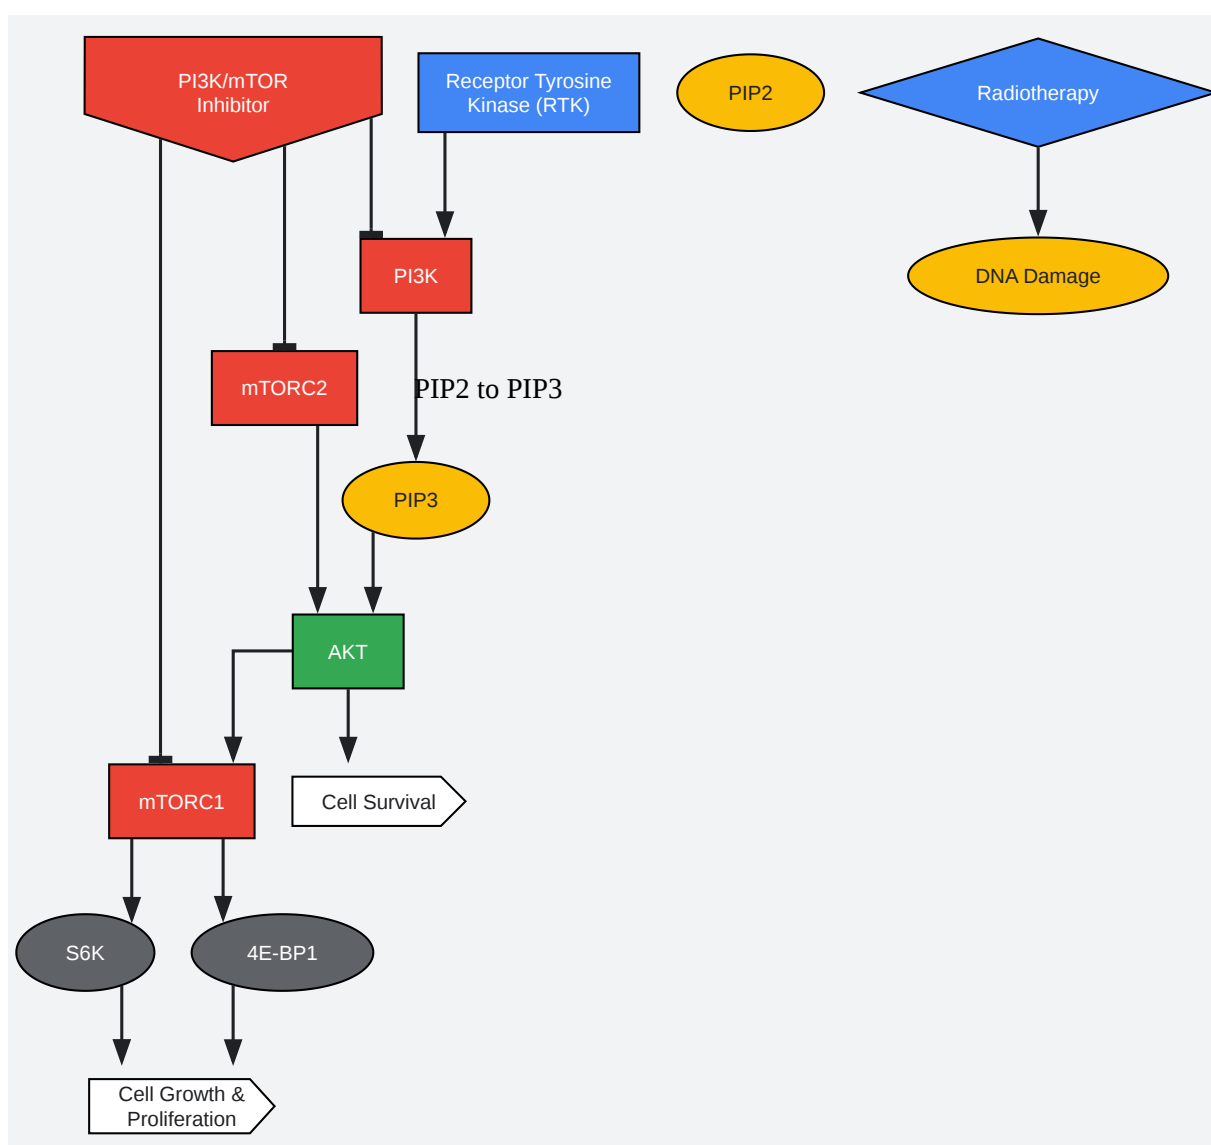 PI3K/mTOR
Inhibitor
Receptor Tyrosine
Kinase (RTK)
PIP2
Radiotherapy
PI3K
DNA Damage
mTORC2
PIP2 to PIP3
PIP3
AKT
mTORC1
Cell Survival
S6K
4E-BP1
Cell Growth &
Proliferation